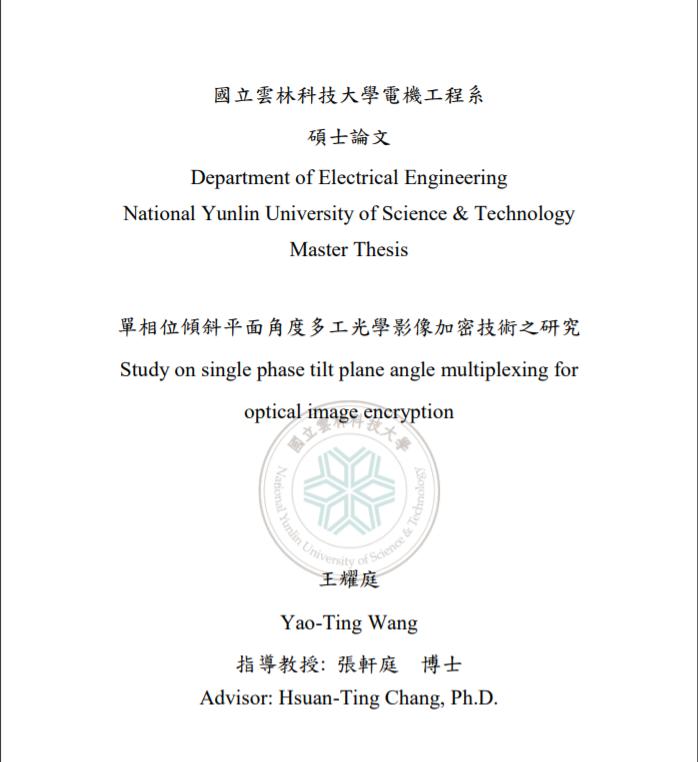 國立雲林科技大學電機工程系
碩士論文
Department of Electrical Engineering
National Yunlin University of Science & Technology
Master Thesis
單相位傾斜平面角度多工光學影像加密技術之研究
Study on single phase tilt plane angle multiplexing for
optical image encryption
國立雲林科技大學
National Yunlin University of Science & Technology
王耀庭
Yao-Ting Wang
指導教授: 張軒庭 博士
Advisor: Hsuan-Ting Chang, Ph.D.